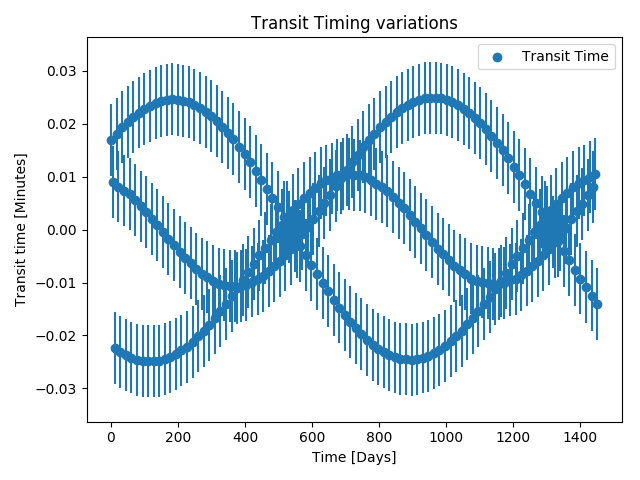 Transit Timing variations
Transit Time
Transit time [Minutes]
0.03
0.02
0.01
0.00
−0.01
−0.02
−0.03
0 200 400 600 800 1000 1200 1400
Time [Days]